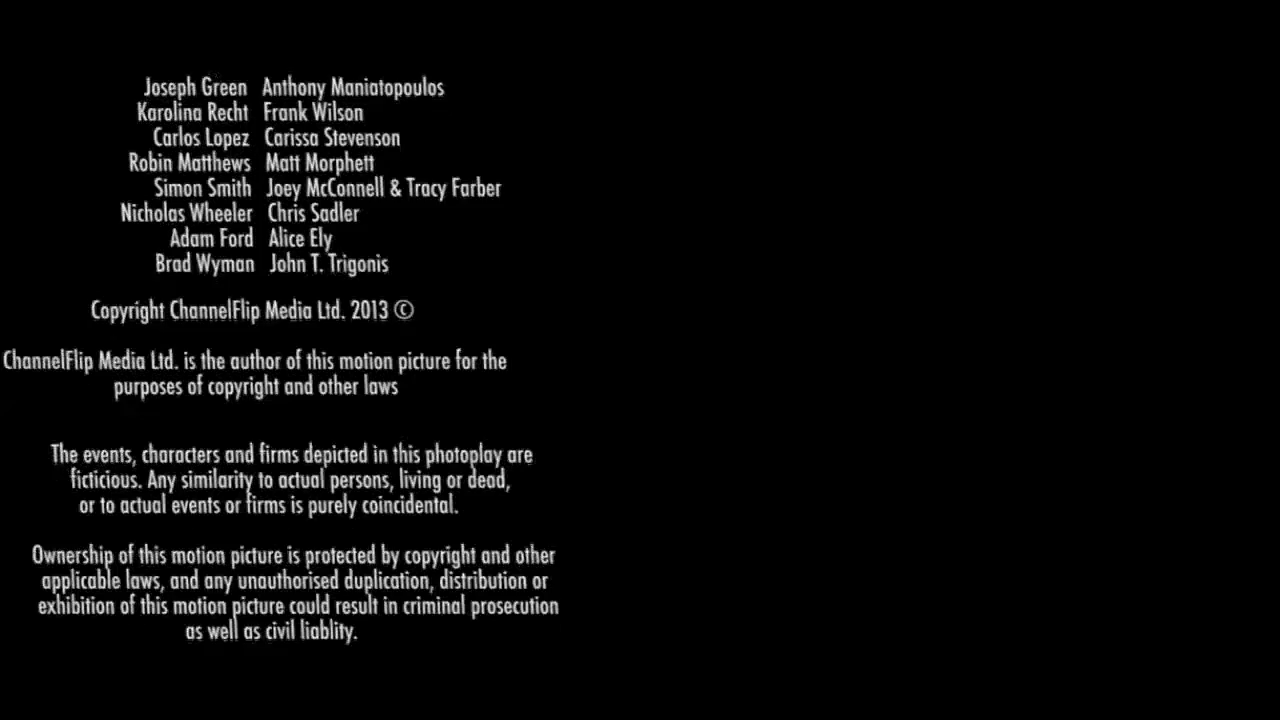 Joseph Green Anthony Maniatopoulos
Karolina Recht Frank Wilson
Carlos Lopez Carissa Stevenson
Robin Matthews Matt Morphett
Simon Smith Joey McConnell & Tracy Farber
Nicholas Wheeler Chris Sadler
Adam Ford Alice Ely
Brad Wyman John T. Trigonis
Copyright ChannelFlip Media Ltd. 2013 ©
ChannelFlip Media Ltd. is the author of this motion picture for the
purposes of copyright and other laws
The events, characters and firms depicted in this photoplay are
ficticious. Any similarity to actual persons, living or dead,
or to actual events or firms is purely coincidental.
Ownership of this motion picture is protected by copyright and other
applicable laws, and any unauthorised duplication, distribution or
exhibition of this motion picture could result in criminal prosecution
as well as civil liablity.